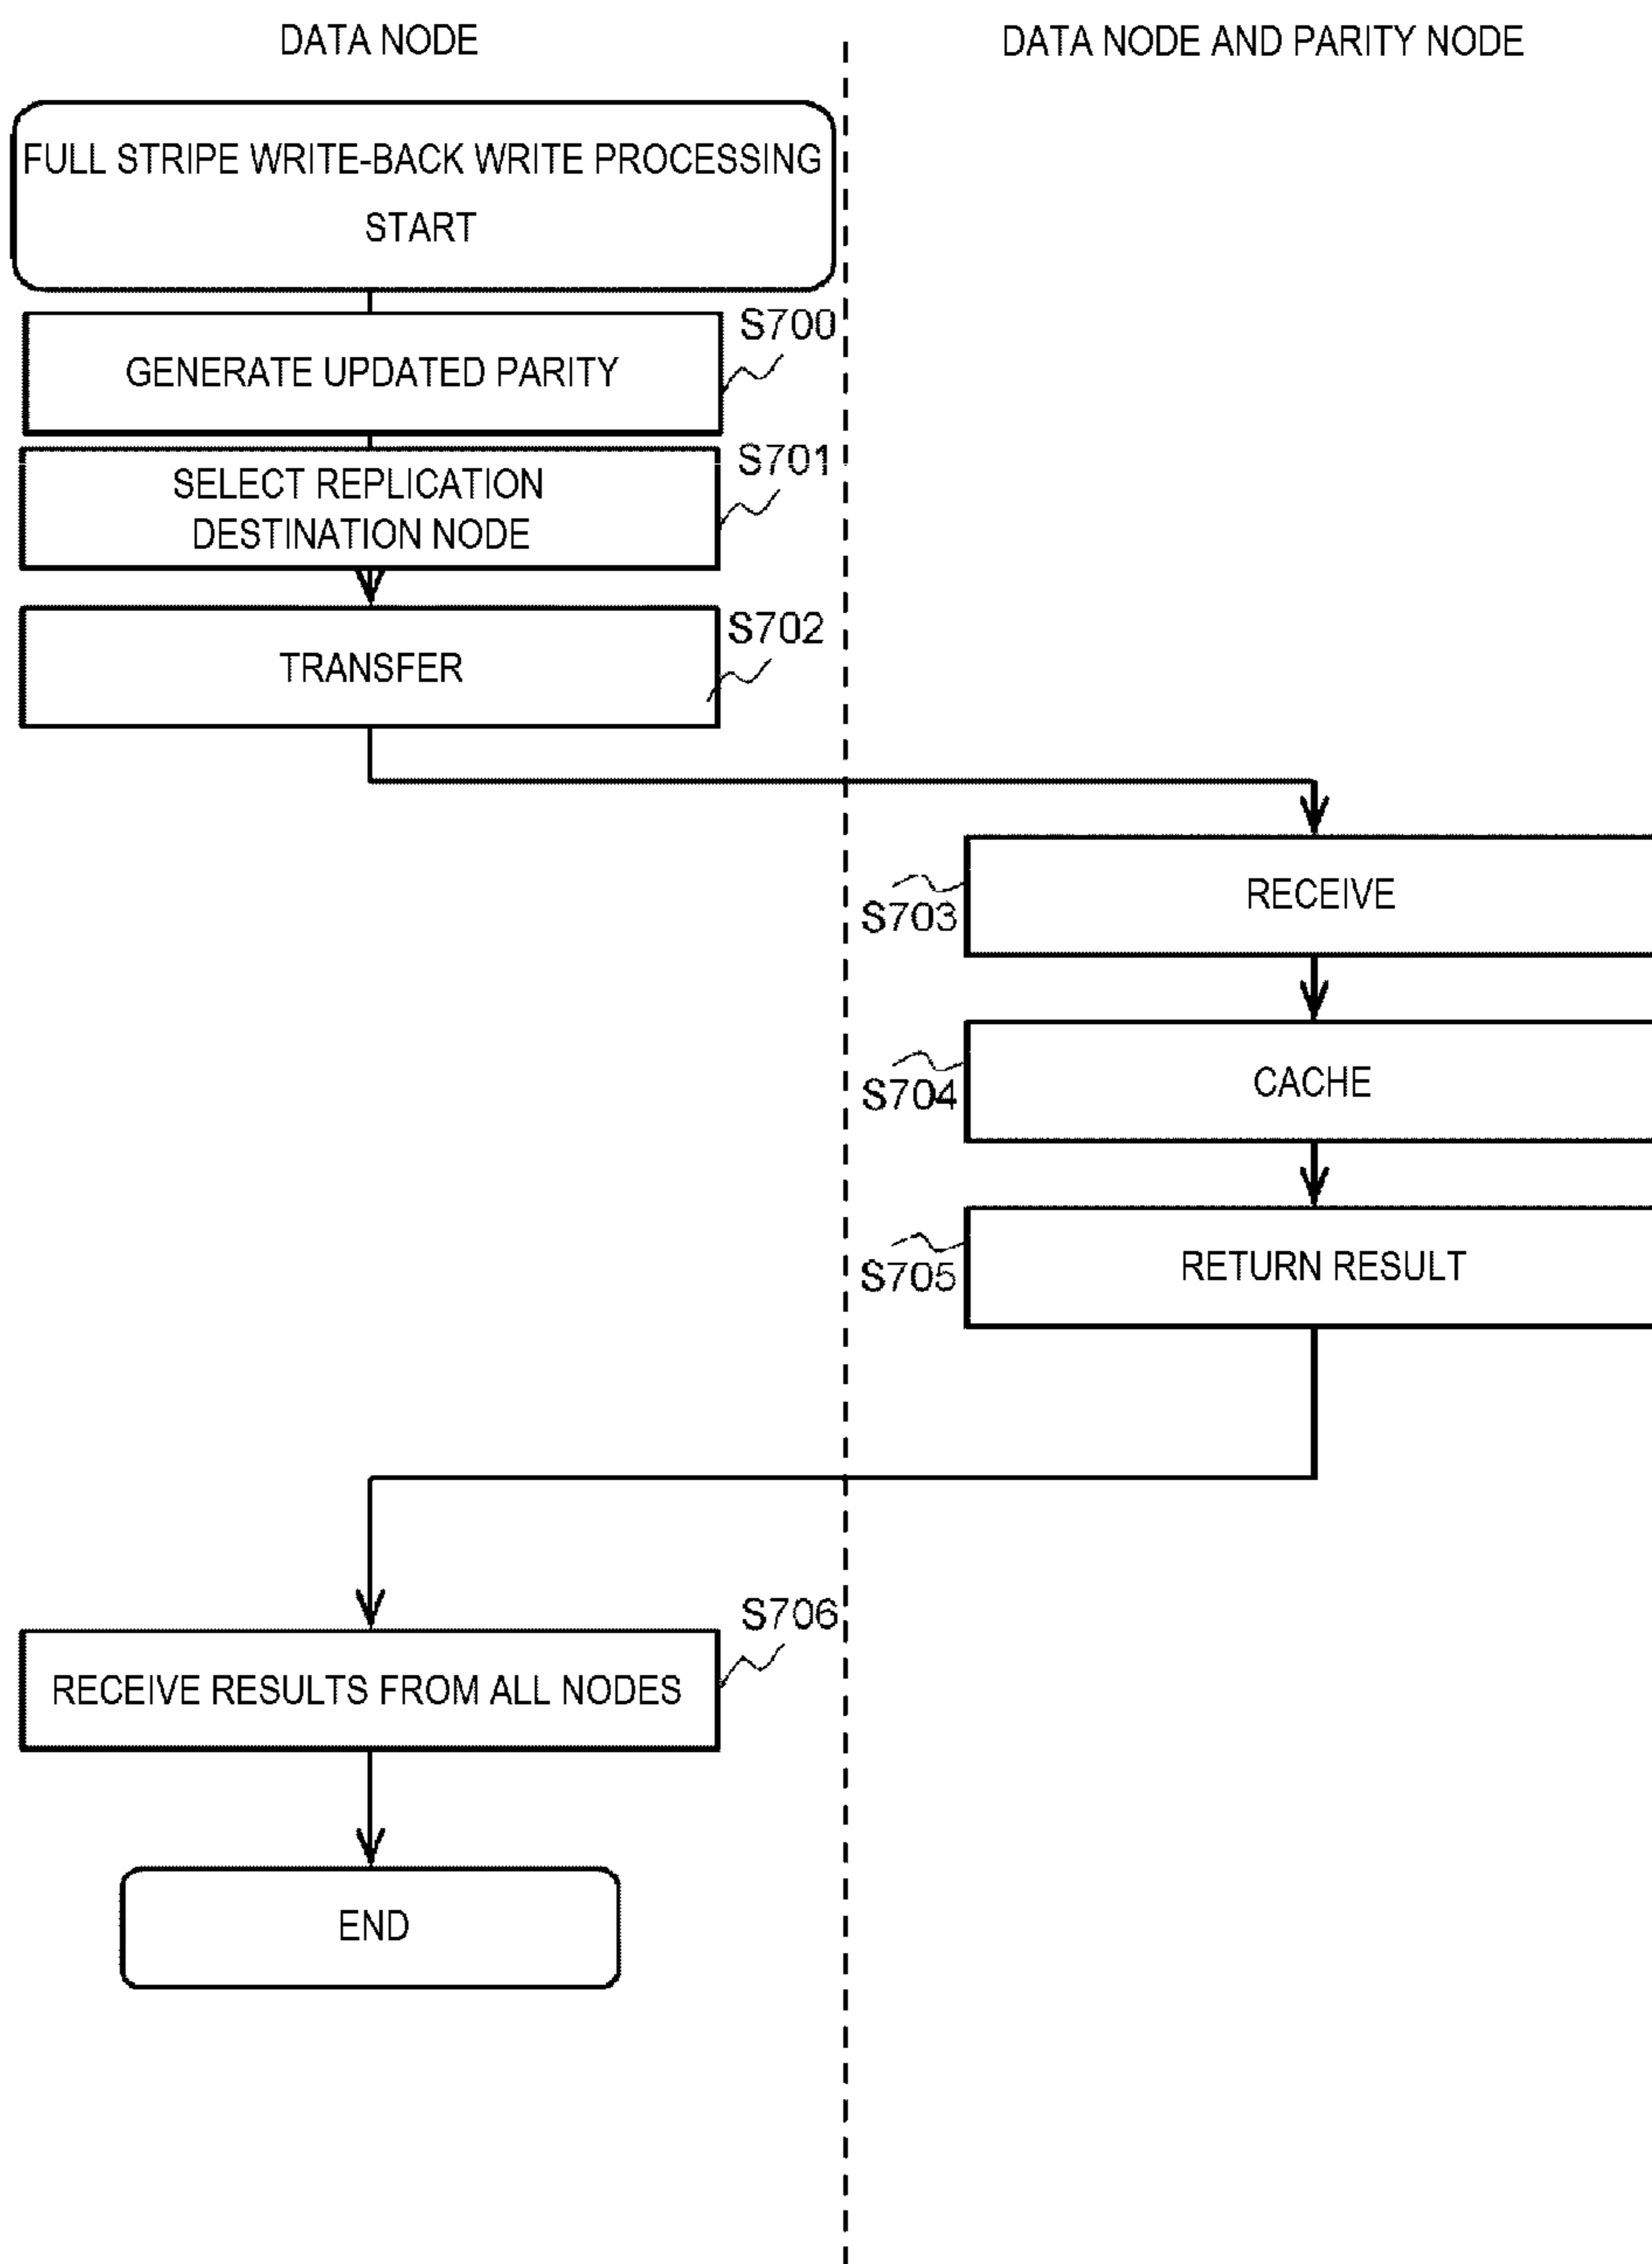 DATA NODE
DATA NODE AND PARITY NODE
FULL STRIPE WRITE-BACK WRITE PROCESSING
START
S700
GENERATE UPDATED PARITY
S701
SELECT REPLICATION
DESTINATION NODE
S702
TRANSFER
S703
RECEIVE
S704
CACHE
S705
RETURN RESULT
S706
RECEIVE RESULTS FROM ALL NODES
END